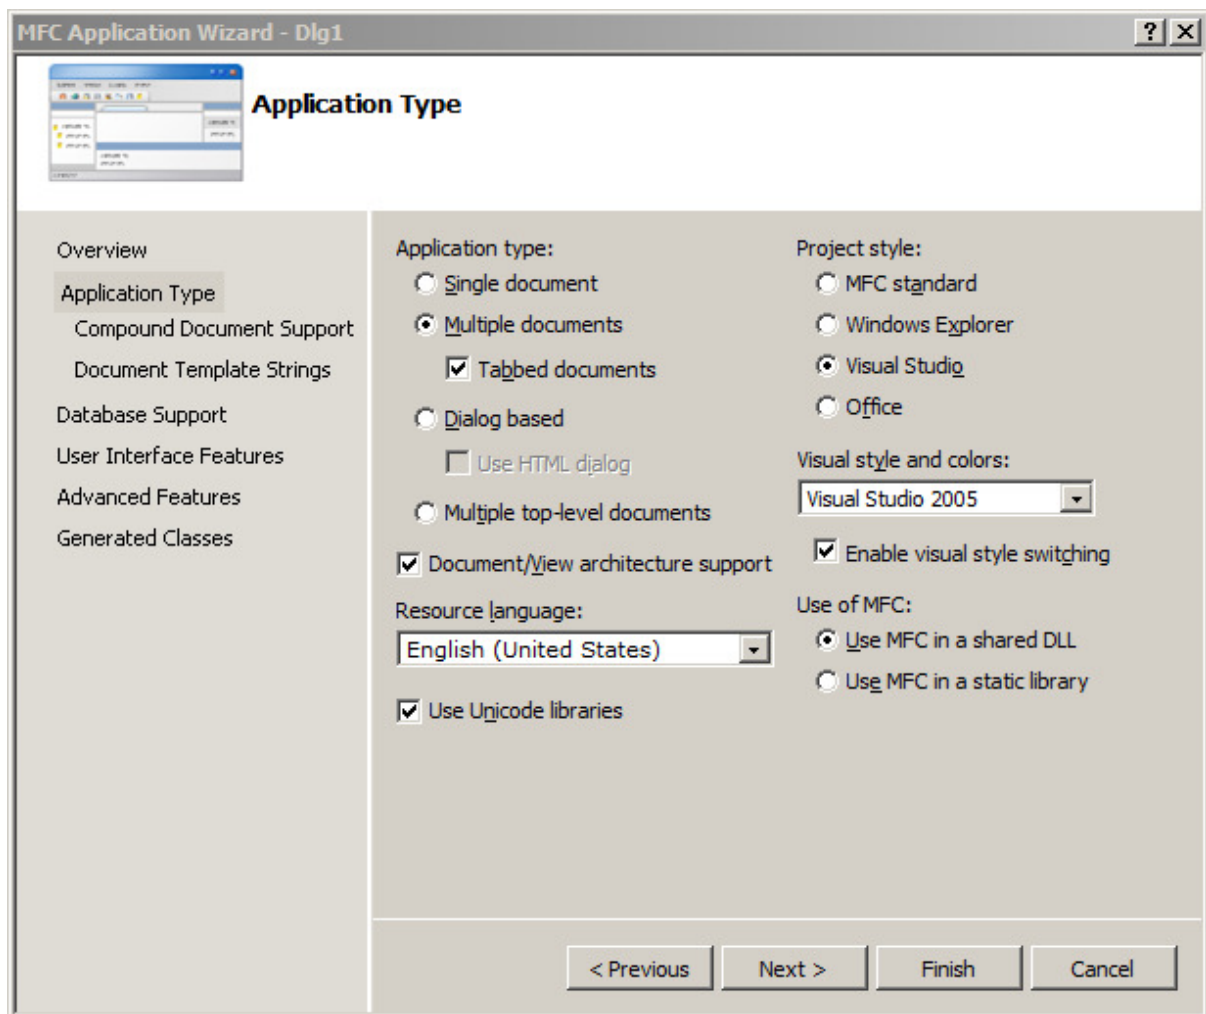 MFC Application Wizard - Dlg1
Application Type
Overview
Application Type
Compound Document Support
Document Template Strings
Database Support
User Interface Features
Advanced Features
Generated Classes
Application type:
Single document
Multiple documents
Tabbed documents
Dialog based
Use HTML dialog
Multiple top-level documents
Document/View architecture support
Resource language:
English (United States)
Use Unicode libraries
Project style:
MFC standard
Windows Explorer
Visual Studio
Office
Visual style and colors:
Visual Studio 2005
Enable visual style switching
Use of MFC:
Use MFC in a shared DLL
Use MFC in a static library
< Previous
Next >
Finish
Cancel